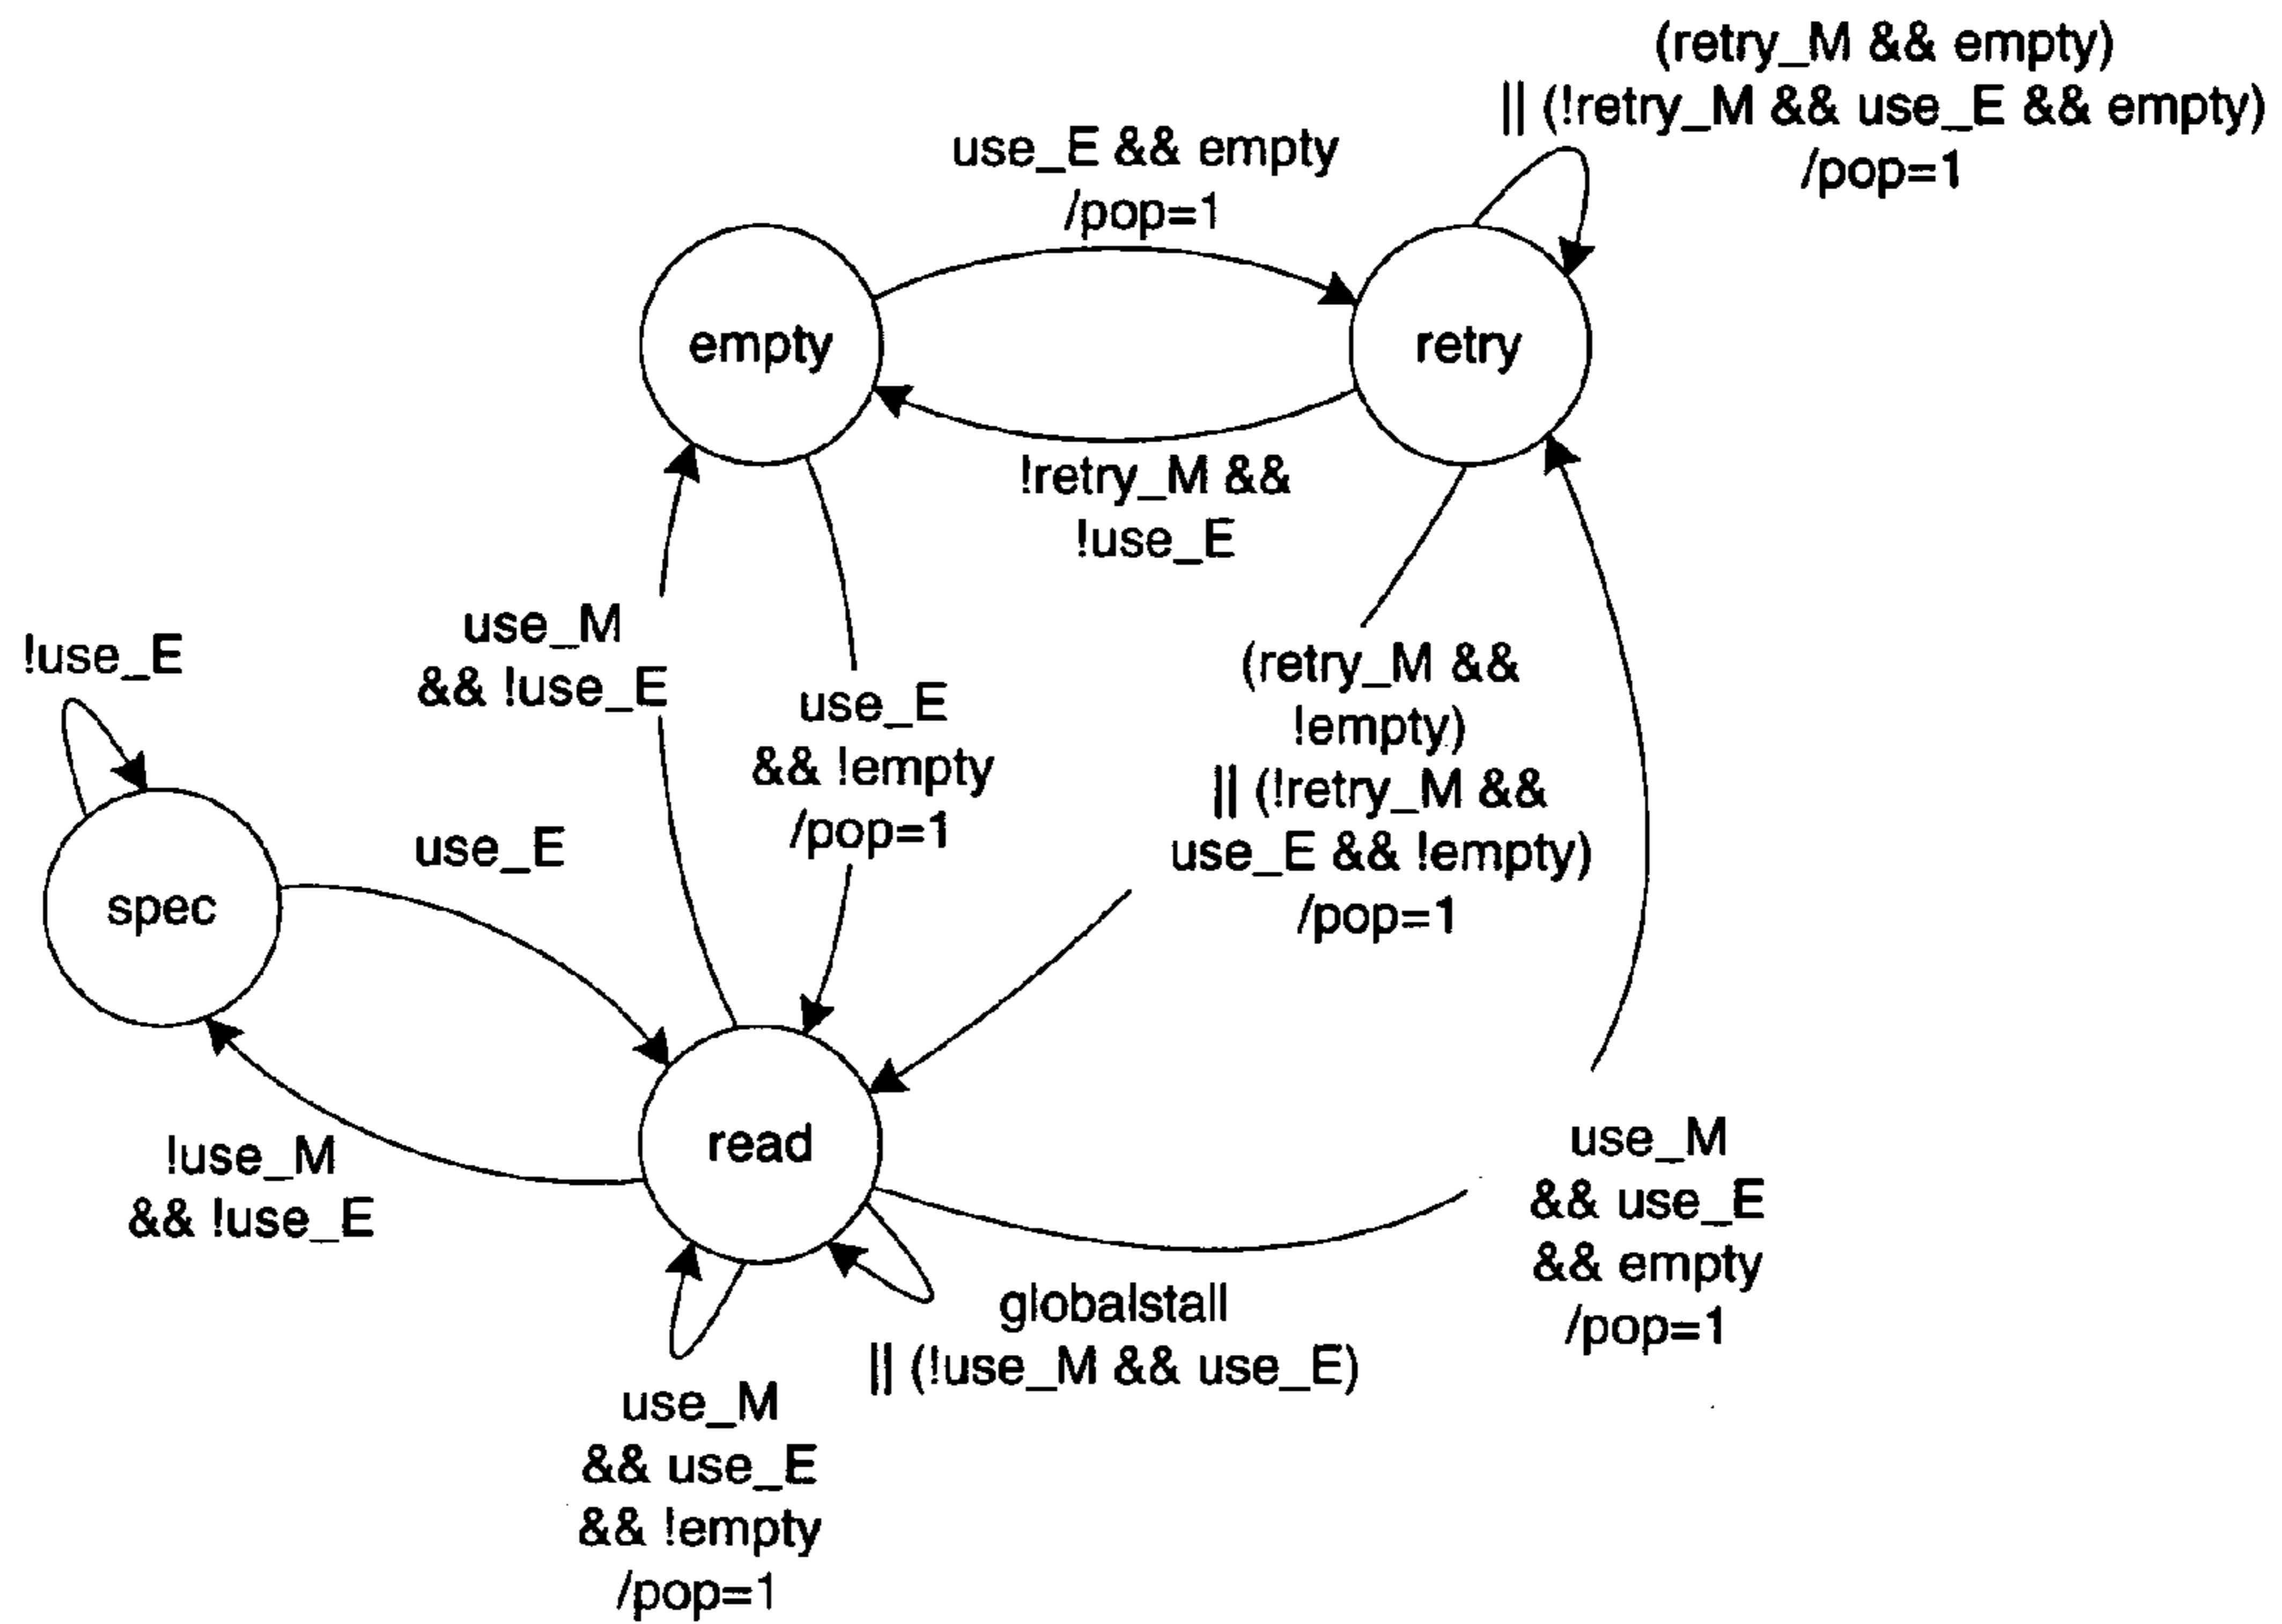 (retry_M && empty)
|| (!retry_M && use_E && empty)
/pop=1
use_E && empty
/pop=1
empty
retry
!retry_M &&
!use_E
use_M
&& !use_E
!use_E
use_E
&& !empty
/pop=1
(retry_M &&
!empty)
|| (!retry_M &&
use_E && !empty)
/pop=1
use_E
spec
read
!use_M
&& !use_E
use_M
&& use_E
&& empty
/pop=1
globalstall
|| (!use_M && use_E)
use_M
&& use_E
&& !empty
/pop=1